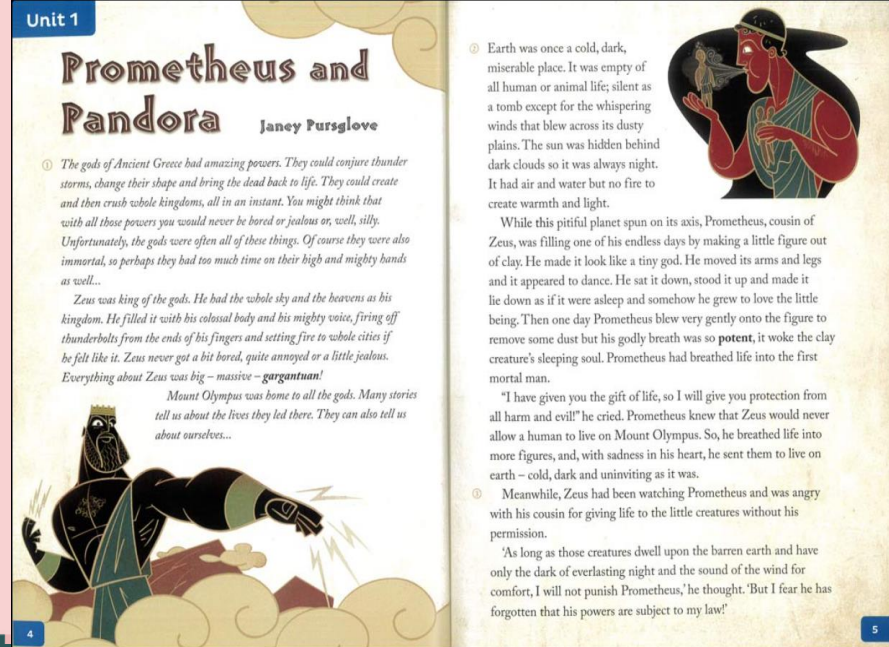 Unit 1
Prometheus and
Pandora
Janey Pursglove
① The gods of Ancient Greece had amazing powers. They could conjure thunder
storms, change their shape and bring the dead back to life. They could create
and then crush whole kingdoms, all in an instant. You might think that
with all those powers you would never be bored or jealous or, well, silly.
Unfortunately, the gods were often all of these things. Of course they were also
immortal, so perhaps they had too much time on their high and mighty hands
as well...
Zeus was king of the gods. He had the whole sky and the heavens as his
kingdom. He filled it with his colossal body and his mighty voice, firing off
thunderbolts from the ends of his fingers and setting fire to whole cities if
he felt like it. Zeus never got a bit bored, quite annoyed or a little jealous.
Everything about Zeus was big – massive – gargantuan!
Mount Olympus was home to all the gods. Many stories
tell us about the lives they led there. They can also tell us
about ourselves...
4
② Earth was once a cold, dark,
miserable place. It was empty of
all human or animal life; silent as
a tomb except for the whispering
winds that blew across its dusty
plains. The sun was hidden behind
dark clouds so it was always night.
It had air and water but no fire to
create warmth and light.
While this pitiful planet spun on its axis, Prometheus, cousin of
Zeus, was filling one of his endless days by making a little figure out
of clay. He made it look like a tiny god. He moved its arms and legs
and it appeared to dance. He sat it down, stood it up and made it
lie down as if it were asleep and somehow he grew to love the little
being. Then one day Prometheus blew very gently onto the figure to
remove some dust but his godly breath was so potent, it woke the clay
creature's sleeping soul. Prometheus had breathed life into the first
mortal man.
"I have given you the gift of life, so I will give you protection from
all harm and evil!" he cried. Prometheus knew that Zeus would never
allow a human to live on Mount Olympus. So, he breathed life into
more figures, and, with sadness in his heart, he sent them to live on
earth – cold, dark and uninviting as it was.
③ Meanwhile, Zeus had been watching Prometheus and was angry
with his cousin for giving life to the little creatures without his
permission.
'As long as those creatures dwell upon the barren earth and have
only the dark of everlasting night and the sound of the wind for
comfort, I will not punish Prometheus,' he thought. 'But I fear he has
forgotten that his powers are subject to my law!'
5